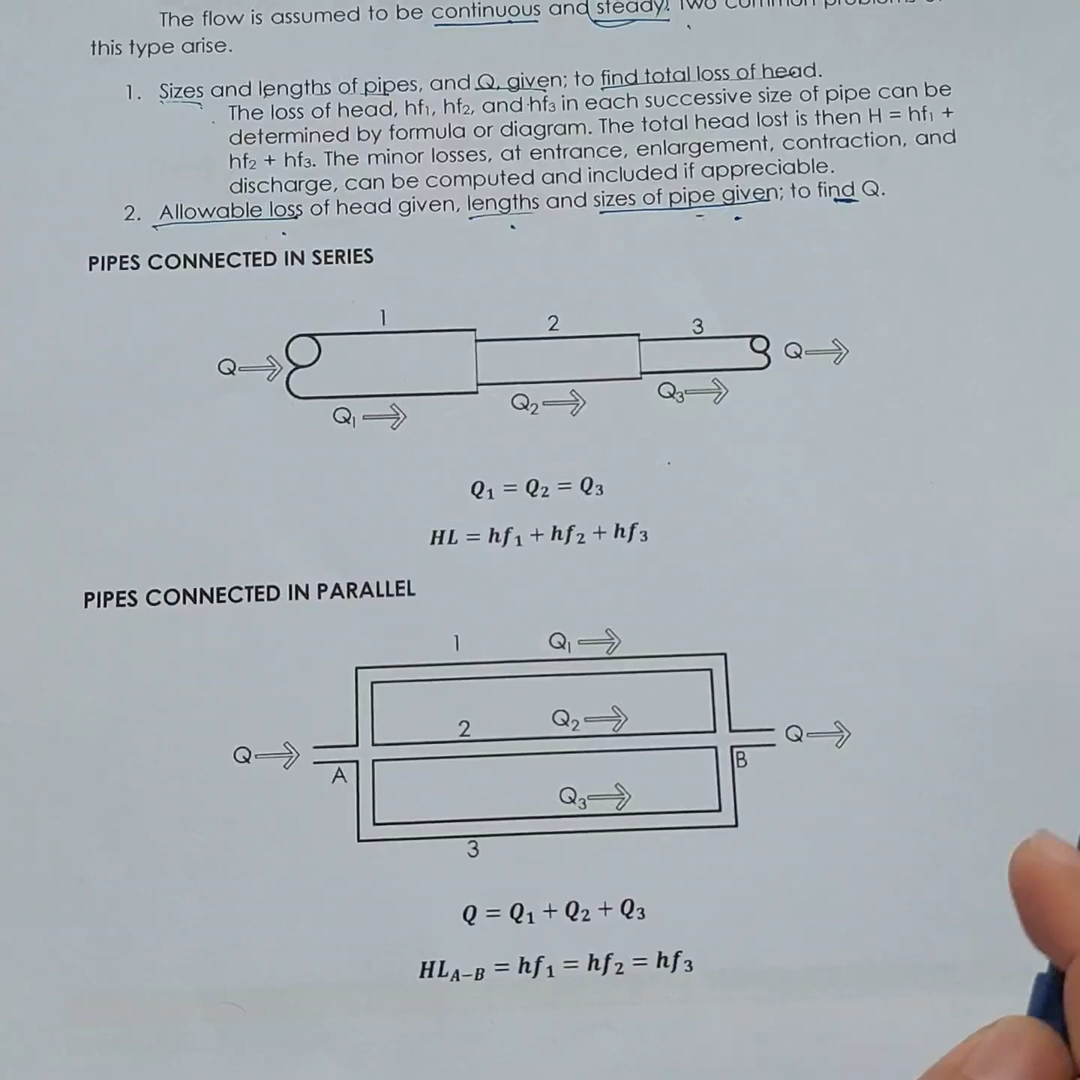 The flow is assumed to be continuous and steady. Two common problems of
this type arise.
1. Sizes and lengths of pipes, and Q, given; to find total loss of head.
The loss of head, hf1, hf2, and hf3 in each successive size of pipe can be
determined by formula or diagram. The total head lost is then H = hf1 +
hf2 + hf3. The minor losses, at entrance, enlargement, contraction, and
discharge, can be computed and included if appreciable.
2. Allowable loss of head given, lengths and sizes of pipe given; to find Q.
PIPES CONNECTED IN SERIES
1 2 3
Q Q
Q1 Q2 Q3
Q1 = Q2 = Q3
HL = hf1 + hf2 + hf3
PIPES CONNECTED IN PARALLEL
1 Q1
2 Q2
Q Q
A B
Q3
3
Q = Q1 + Q2 + Q3
HLA−B = hf1 = hf2 = hf3